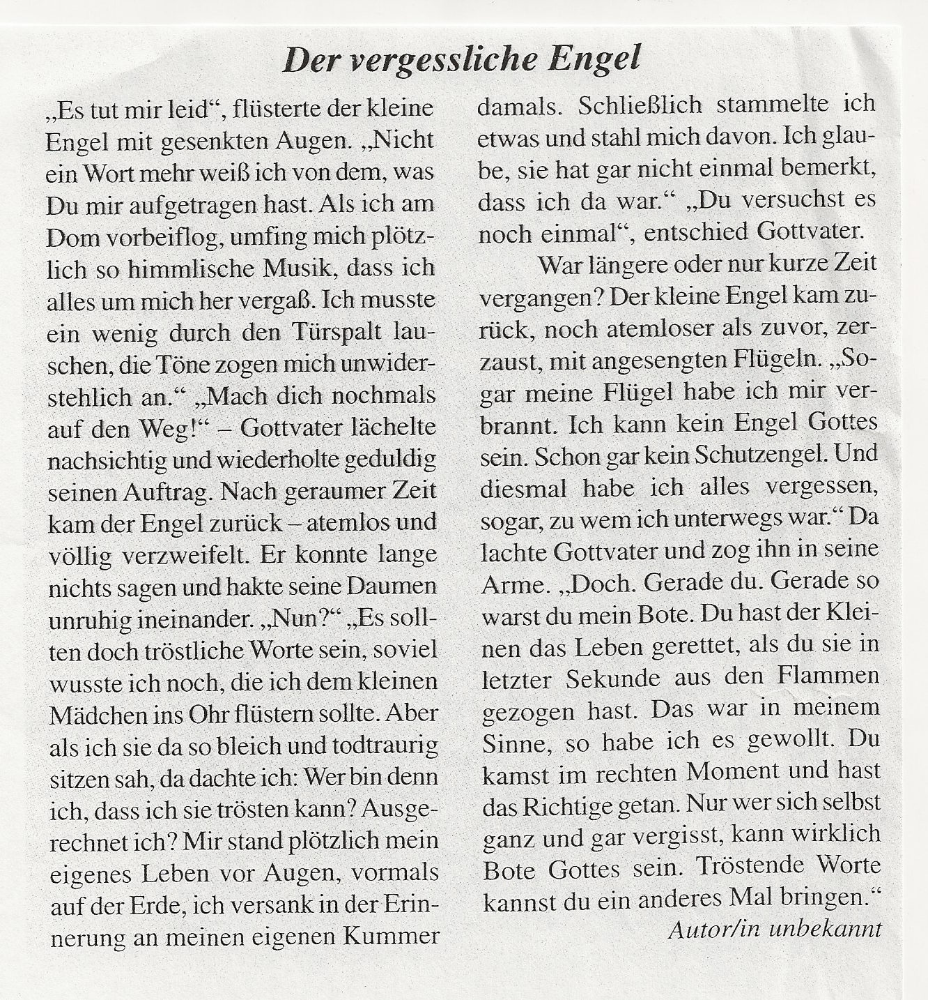 Der vergessliche Engel
„Es tut mir leid“, flüsterte der kleine
Engel mit gesenkten Augen. „Nicht
ein Wort mehr weiß ich von dem, was
Du mir aufgetragen hast. Als ich am
Dom vorbeiflog, umfing mich plötz-
lich so himmlische Musik, dass ich
alles um mich her vergaß. Ich musste
ein wenig durch den Türspalt lau-
schen, die Töne zogen mich unwider-
stehlich an.“ „Mach dich nochmals
auf den Weg!“ – Gottvater lächelte
nachsichtig und wiederholte geduldig
seinen Auftrag. Nach geraumer Zeit
kam der Engel zurück – atemlos und
völlig verzweifelt. Er konnte lange
nichts sagen und hakte seine Daumen
unruhig ineinander. „Nun?“ „Es soll-
ten doch tröstliche Worte sein, soviel
wusste ich noch, die ich dem kleinen
Mädchen ins Ohr flüstern sollte. Aber
als ich sie da so bleich und todtraurig
sitzen sah, da dachte ich: Wer bin denn
ich, dass ich sie trösten kann? Ausge-
rechnet ich? Mir stand plötzlich mein
eigenes Leben vor Augen, vormals
auf der Erde, ich versank in der Erin-
nerung an meinen eigenen Kummer
damals. Schließlich stammelte ich
etwas und stahl mich davon. Ich glau-
be, sie hat gar nicht einmal bemerkt,
dass ich da war.“ „Du versuchst es
noch einmal“, entschied Gottvater.
War längere oder nur kurze Zeit
vergangen? Der kleine Engel kam zu-
rück, noch atemloser als zuvor, zer-
zaust, mit angesengten Flügeln. „So-
gar meine Flügel habe ich mir ver-
brannt. Ich kann kein Engel Gottes
sein. Schon gar kein Schutzengel. Und
diesmal habe ich alles vergessen,
sogar, zu wem ich unterwegs war.“ Da
lachte Gottvater und zog ihn in seine
Arme. „Doch. Gerade du. Gerade so
warst du mein Bote. Du hast der Klei-
nen das Leben gerettet, als du sie in
letzter Sekunde aus den Flammen
gezogen hast. Das war in meinem
Sinne, so habe ich es gewollt. Du
kamst im rechten Moment und hast
das Richtige getan. Nur wer sich selbst
ganz und gar vergisst, kann wirklich
Bote Gottes sein. Tröstende Worte
kannst du ein anderes Mal bringen.“
Autor/in unbekannt